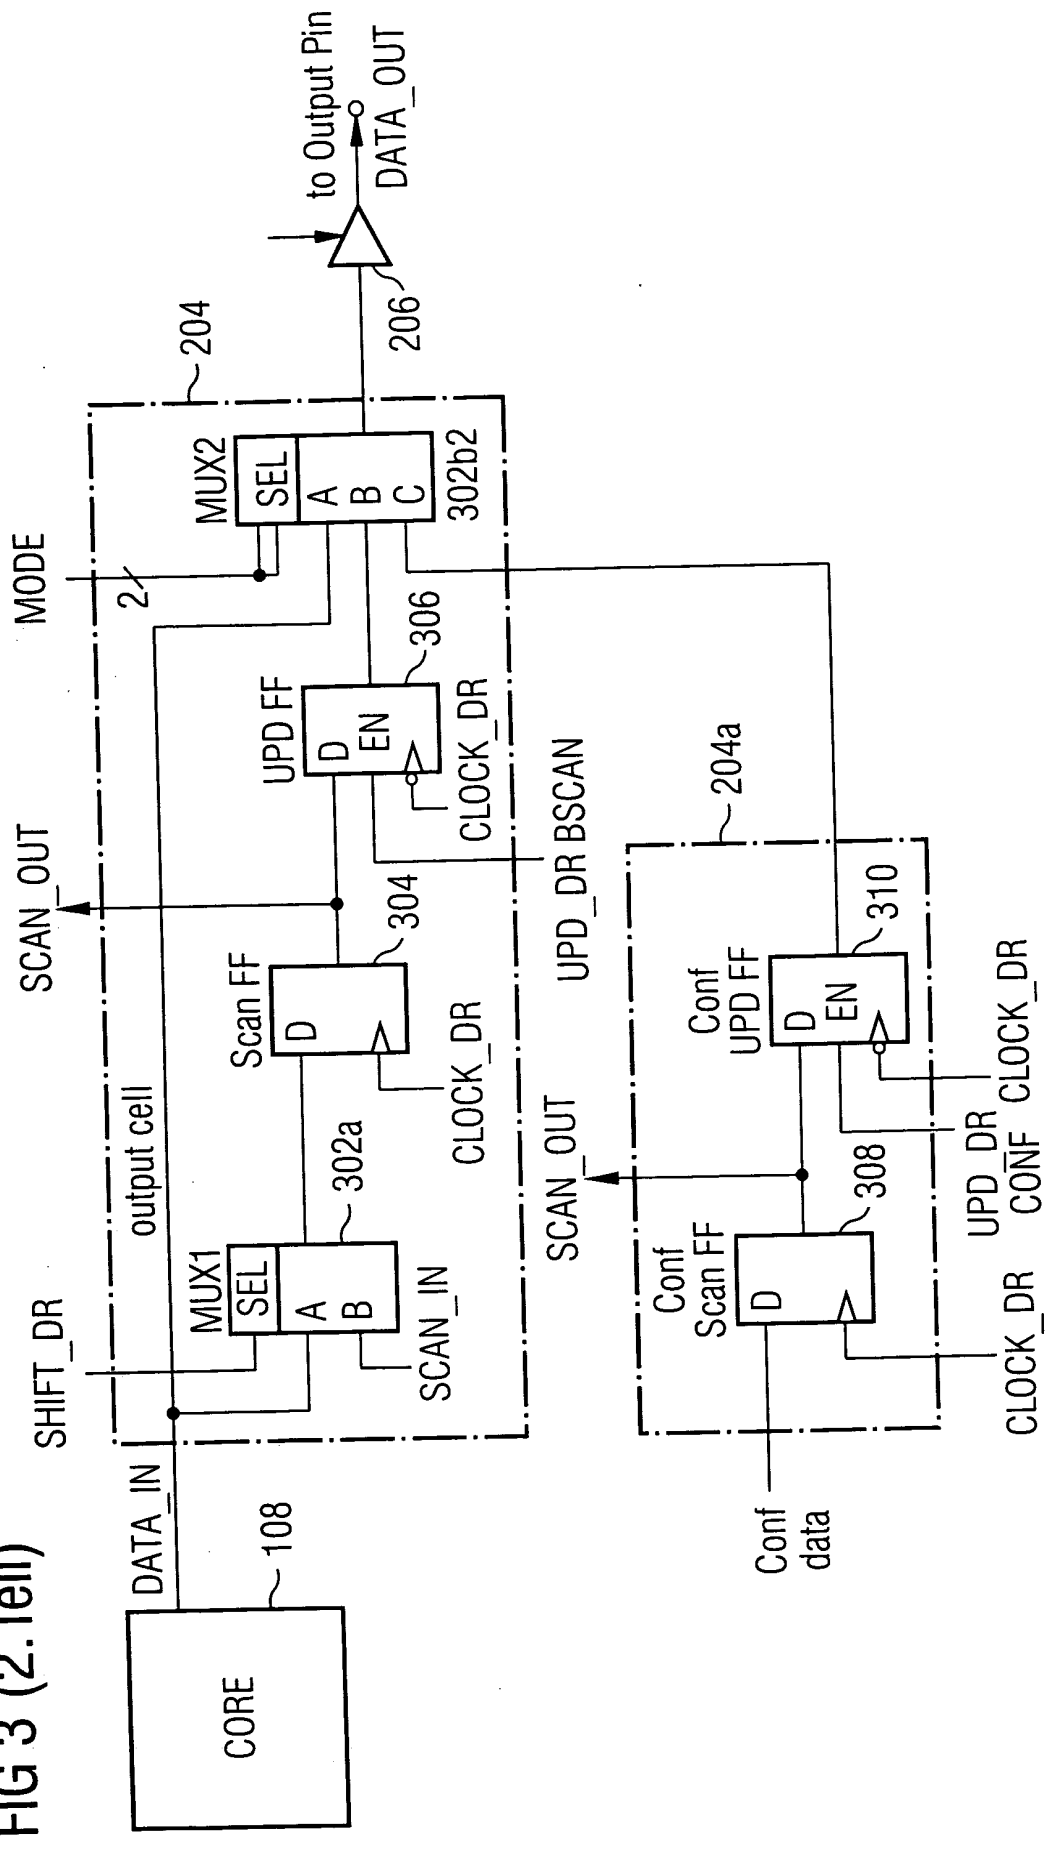 FIG 3 (2. Teil)
CORE
108
DATA_IN
SHIFT_DR
output cell
MUX1
SEL
A
B
302a
SCAN_IN
Scan FF
D
304
CLOCK_DR
SCAN_OUT
UPD FF
D
EN
306
CLOCK_DR
UPD_DR BSCAN
MODE
2
MUX2
SEL
A
B
C
302b2
204
206
to Output Pin
DATA_OUT
Conf
data
Conf
Scan FF
D
308
CLOCK_DR
SCAN_OUT
Conf
UPD FF
D
EN
310
UPD_DR
CONF
CLOCK_DR
204a